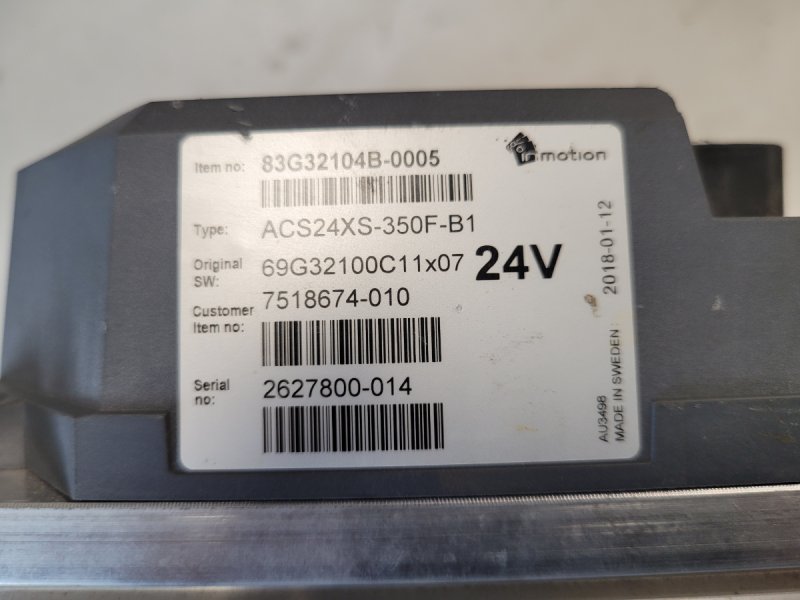 Item no: 83G32104B-0005
inmotion
Type: ACS24XS-350F-B1
Original SW: 69G32100C11x07
24V
Customer Item no: 7518674-010
Serial no: 2627800-014
2018-01-12
AU3498
MADE IN SWEDEN